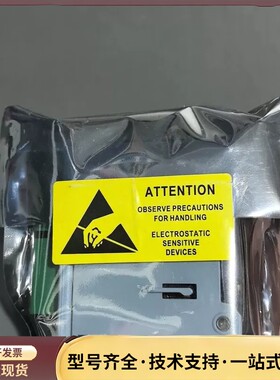 ATTENTION
OBSERVE PRECAUTIONS
FOR HANDLING
ELECTROSTATIC
SENSITIVE
DEVICES
开发票
现货
型号齐全·技术支持·一站式